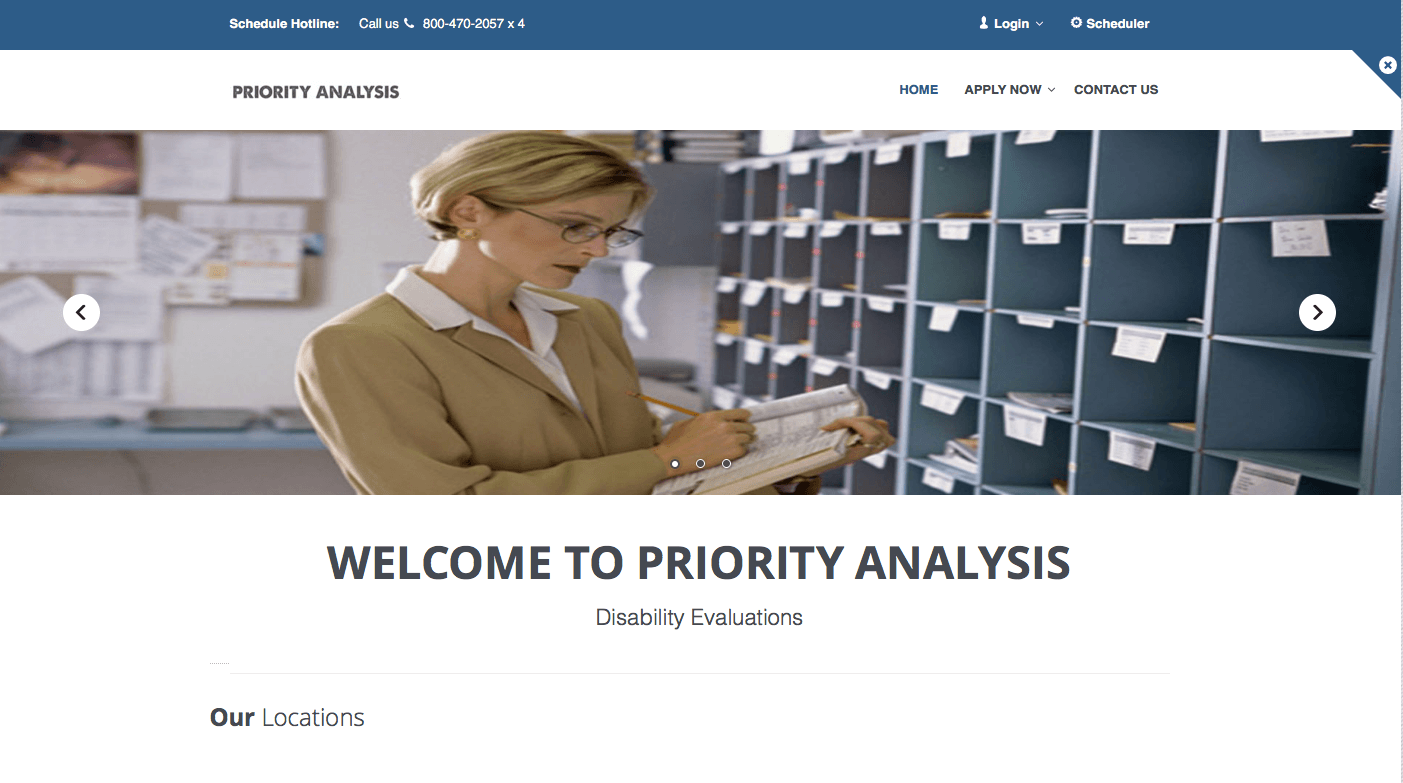 Schedule Hotline: Call us 800-470-2057 x 4 Login Scheduler
PRIORITY ANALYSIS HOME APPLY NOW CONTACT US
WELCOME TO PRIORITY ANALYSIS
Disability Evaluations
Our Locations